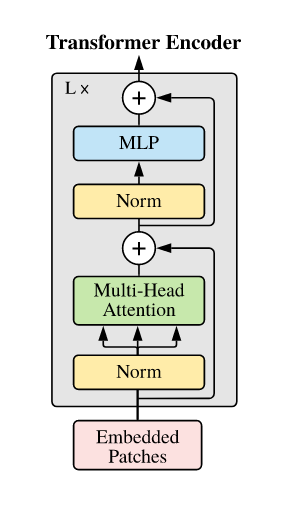 Transformer Encoder
L ×
+
MLP
Norm
+
Multi-Head
Attention
Norm
Embedded
Patches